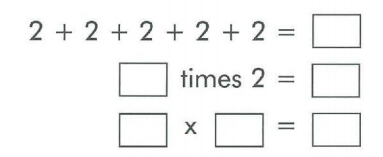 2 + 2 + 2 + 2 + 2 =
times 2 =
x =